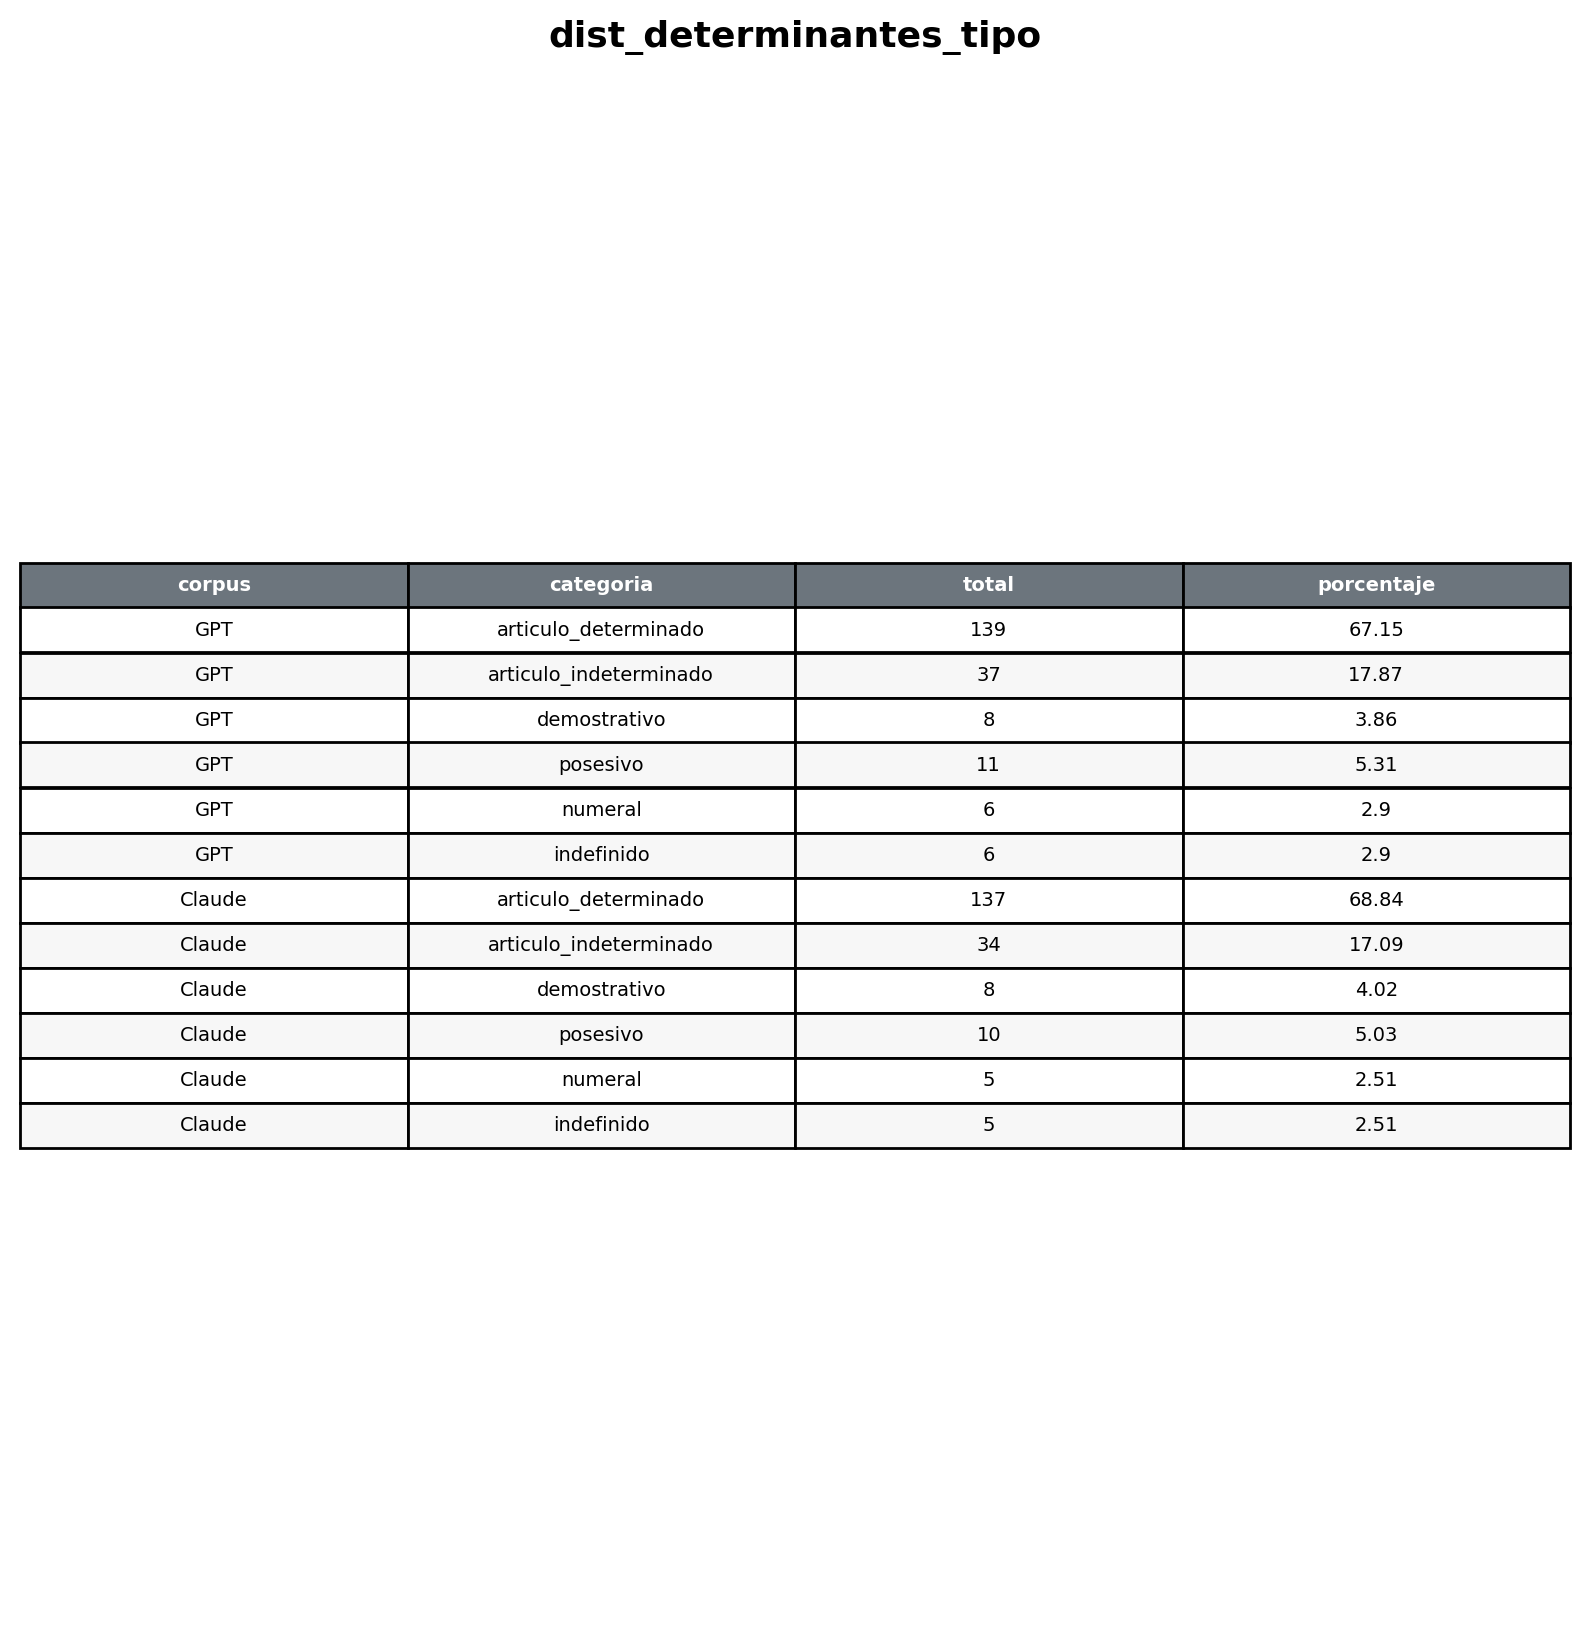 dist_determinantes_tipo
corpus categoria total porcentaje
GPT articulo_determinado 139 67.15
GPT articulo_indeterminado 37 17.87
GPT demostrativo 8 3.86
GPT posesivo 11 5.31
GPT numeral 6 2.9
GPT indefinido 6 2.9
Claude articulo_determinado 137 68.84
Claude articulo_indeterminado 34 17.09
Claude demostrativo 8 4.02
Claude posesivo 10 5.03
Claude numeral 5 2.51
Claude indefinido 5 2.51